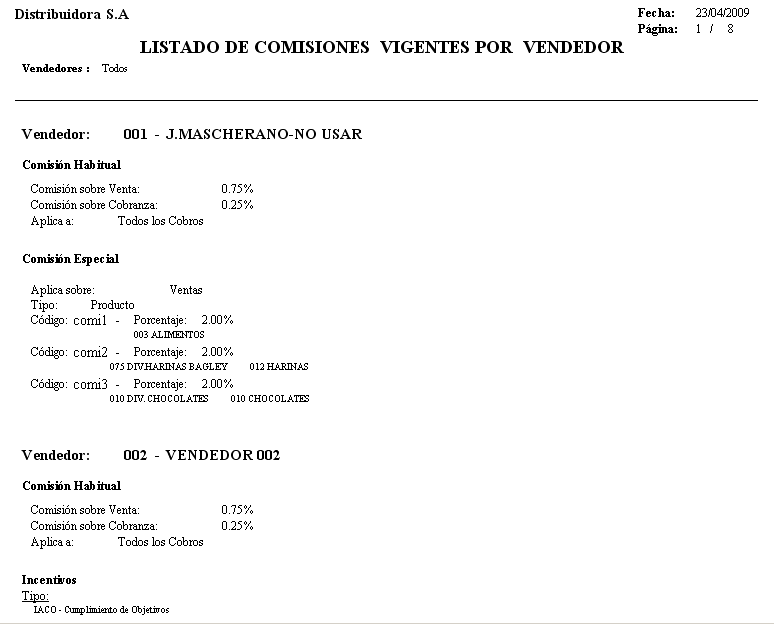 Distribuidora S.A
Fecha: 23/04/2009
Página: 1 / 8
LISTADO DE COMISIONES VIGENTES POR VENDEDOR
Vendedores : Todos
Vendedor: 001 - J.MASCHERANO-NO USAR
Comisión Habitual
Comisión sobre Venta: 0.75%
Comisión sobre Cobranza: 0.25%
Aplica a: Todos los Cobros
Comisión Especial
Aplica sobre: Ventas
Tipo: Producto
Código: comi1 - Porcentaje: 2.00%
003 ALIMENTOS
Código: comi2 - Porcentaje: 2.00%
075 DIV.HARINAS BAGLEY 012 HARINAS
Código: comi3 - Porcentaje: 2.00%
010 DIV. CHOCOLATES 010 CHOCOLATES
Vendedor: 002 - VENDEDOR 002
Comisión Habitual
Comisión sobre Venta: 0.75%
Comisión sobre Cobranza: 0.25%
Aplica a: Todos los Cobros
Incentivos
Tipo:
IACO - Cumplimiento de Objetivos